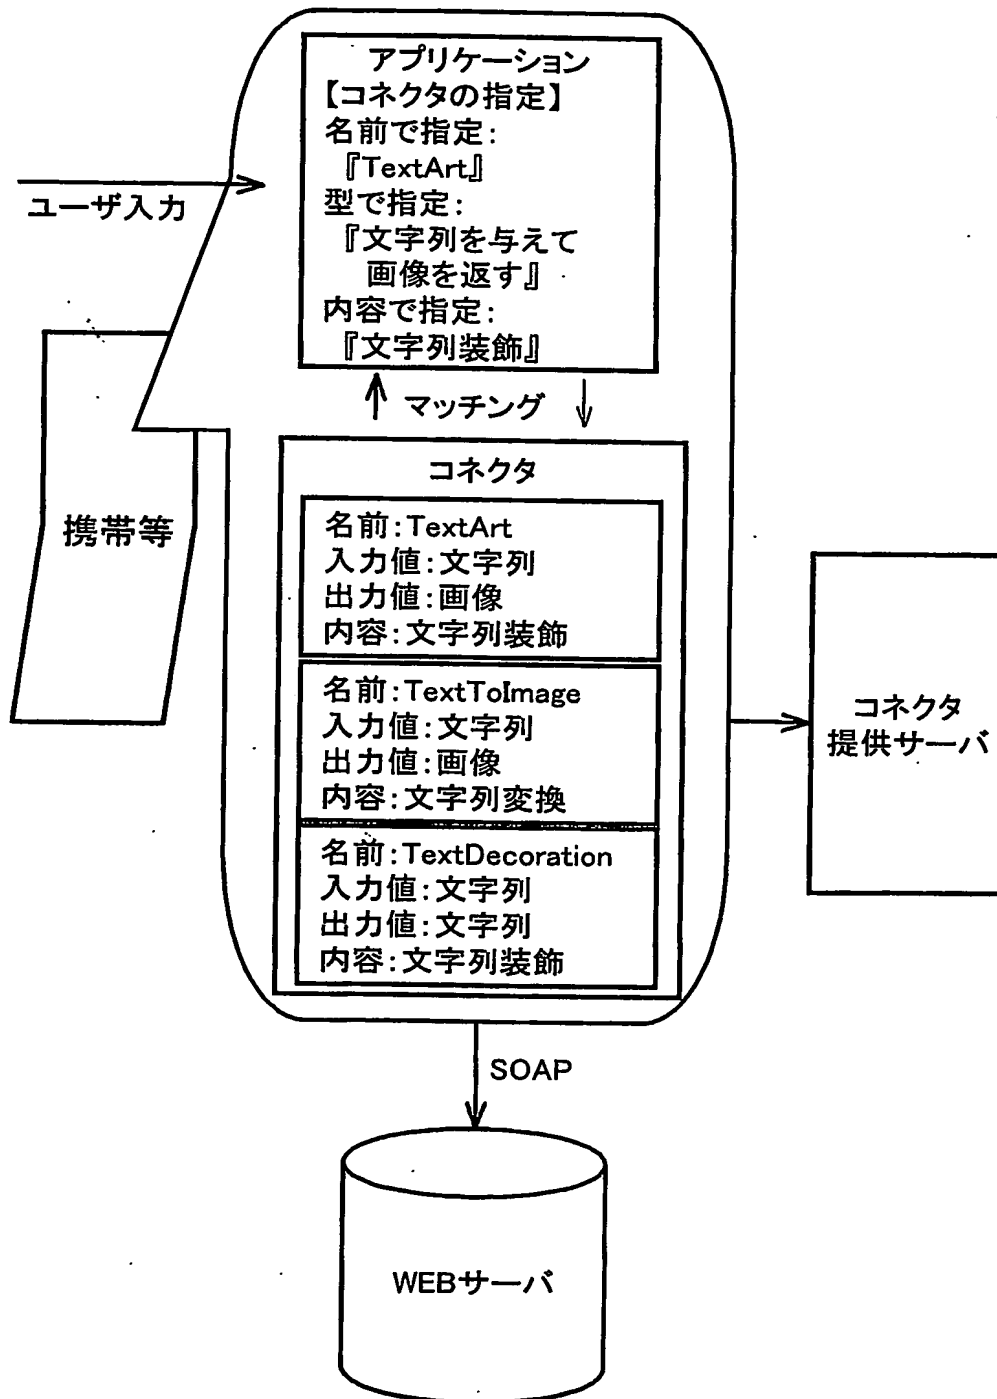 アプリケーション
【コネクタの指定】
名前で指定:
『TextArt』
型で指定:
『文字列を与えて
画像を返す』
内容で指定:
『文字列装飾』
ユーザ入力
マッチング
コネクタ
名前:TextArt
入力値:文字列
出力値:画像
内容:文字列装飾
名前:TextToImage
入力値:文字列
出力値:画像
内容:文字列変換
名前:TextDecoration
入力値:文字列
出力値:文字列
内容:文字列装飾
携帯等
コネクタ
提供サーバ
SOAP
WEBサーバ